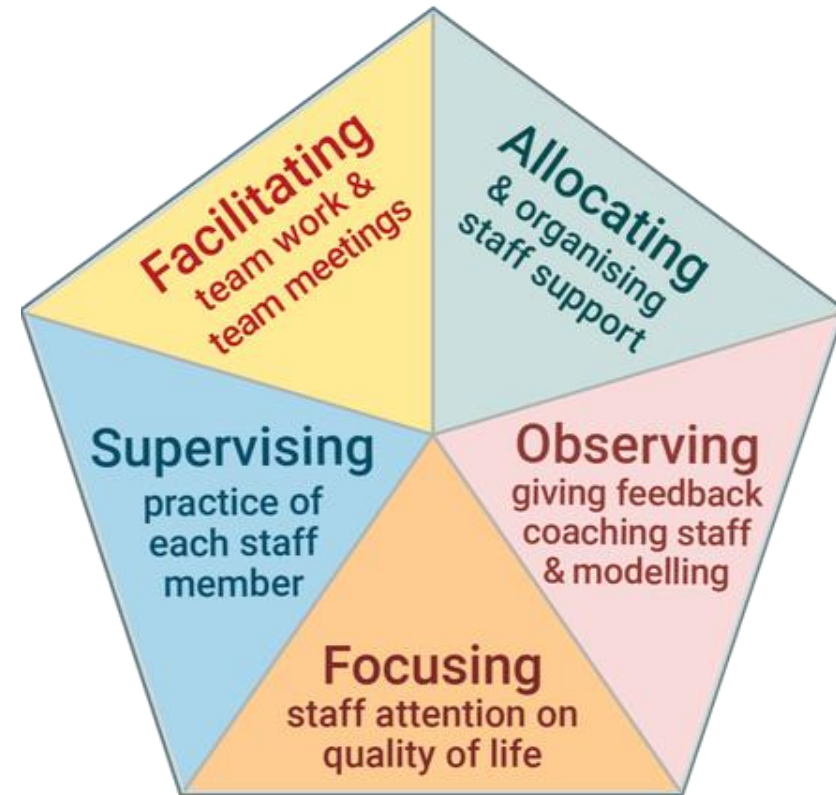 Facilitating
team work &
team meetings
Allocating
& organising
staff support
Supervising
practice of
each staff
member
Observing
giving feedback
coaching staff
& modelling
Focusing
staff attention on
quality of life